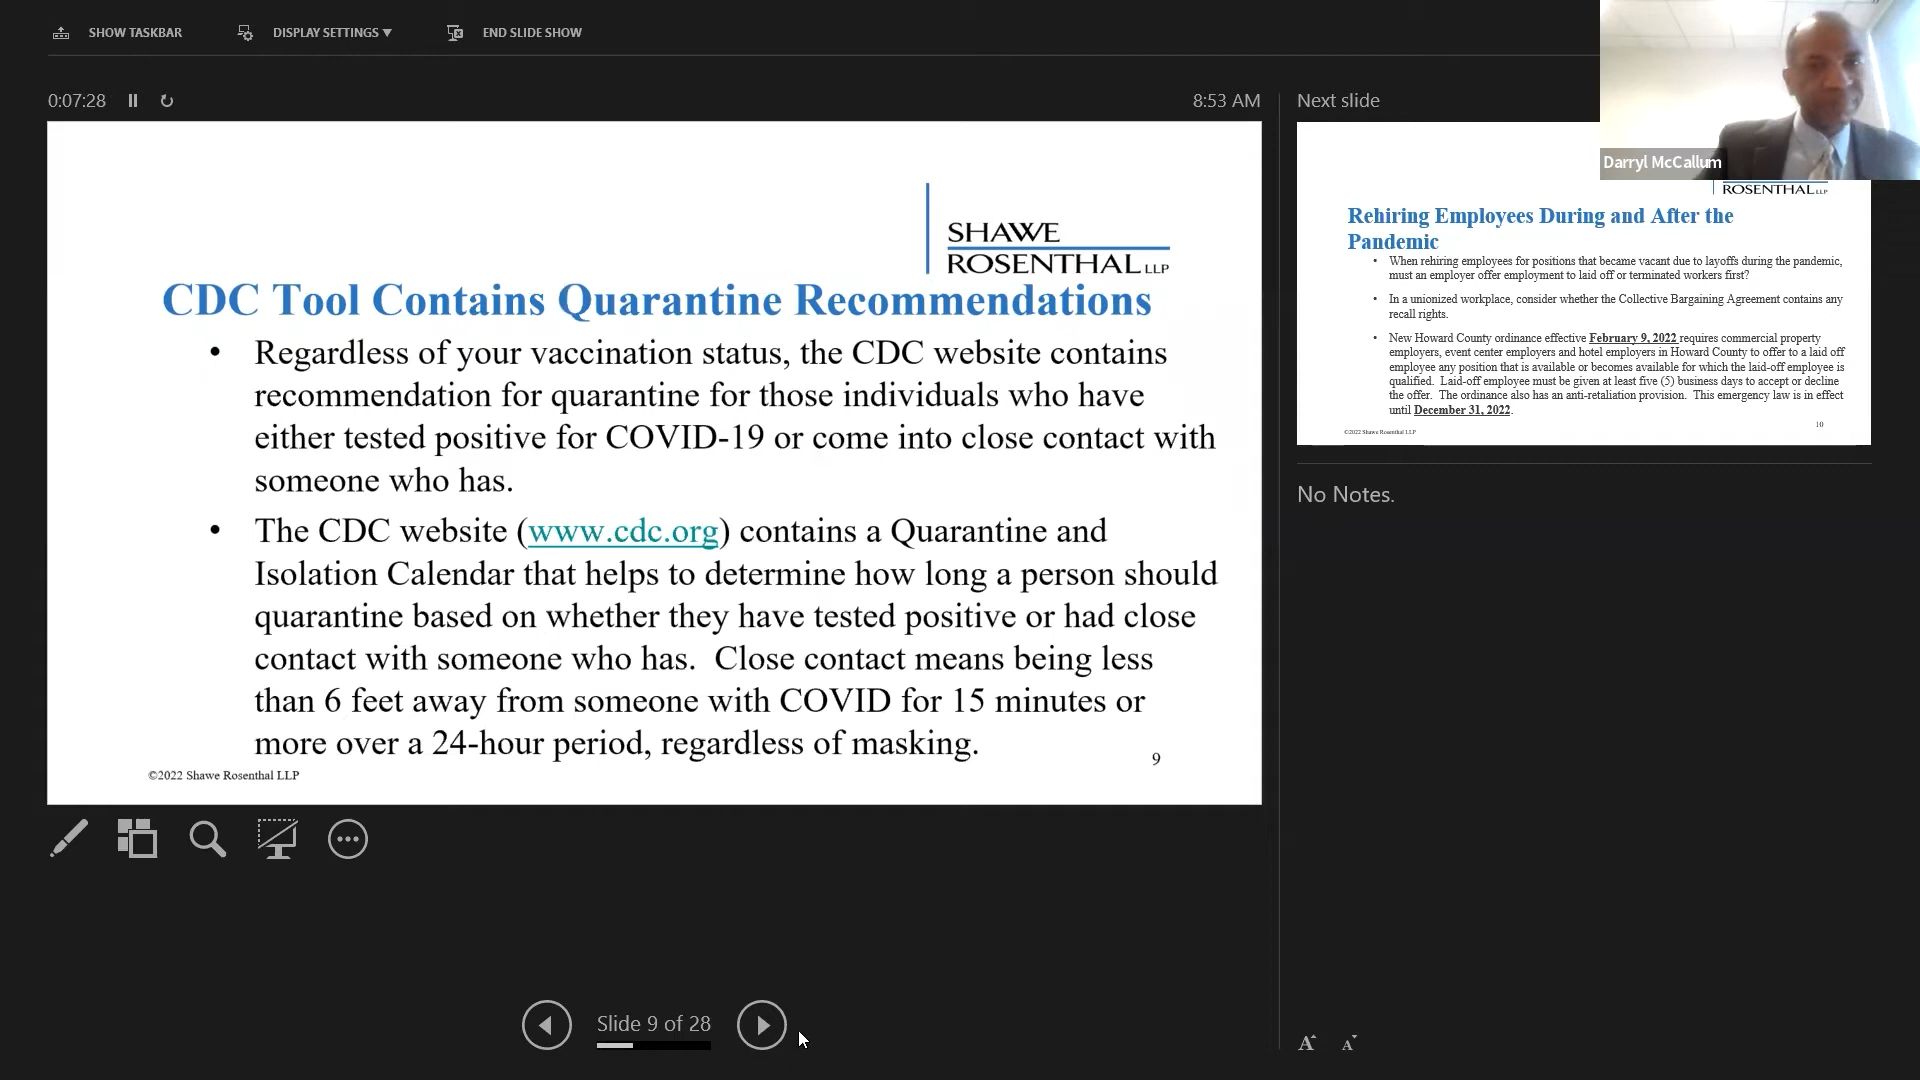 SHOW TASKBAR
DISPLAY SETTINGS ▼
END SLIDE SHOW
0:07:28
8:53 AM
Next slide
Darryl McCallum
SHAWE
ROSENTHAL LLP
CDC Tool Contains Quarantine Recommendations
• Regardless of your vaccination status, the CDC website contains
recommendation for quarantine for those individuals who have
either tested positive for COVID-19 or come into close contact with
someone who has.
• The CDC website (www.cdc.org) contains a Quarantine and
Isolation Calendar that helps to determine how long a person should
quarantine based on whether they have tested positive or had close
contact with someone who has.  Close contact means being less
than 6 feet away from someone with COVID for 15 minutes or
more over a 24-hour period, regardless of masking.
©2022 Shawe Rosenthal LLP
9
ROSENTHAL LLP
Rehiring Employees During and After the
Pandemic
• When rehiring employees for positions that became vacant due to layoffs during the pandemic,
must an employer offer employment to laid off or terminated workers first?
• In a unionized workplace, consider whether the Collective Bargaining Agreement contains any
recall rights.
• New Howard County ordinance effective February 9, 2022 requires commercial property
employers, event center employers and hotel employers in Howard County to offer to a laid off
employee any position that is available or becomes available for which the laid-off employee is
qualified.  Laid-off employee must be given at least five (5) business days to accept or decline
the offer.  The ordinance also has an anti-retaliation provision.  This emergency law is in effect
until December 31, 2022.
©2022 Shawe Rosenthal LLP
10
No Notes.
Slide 9 of 28
A A